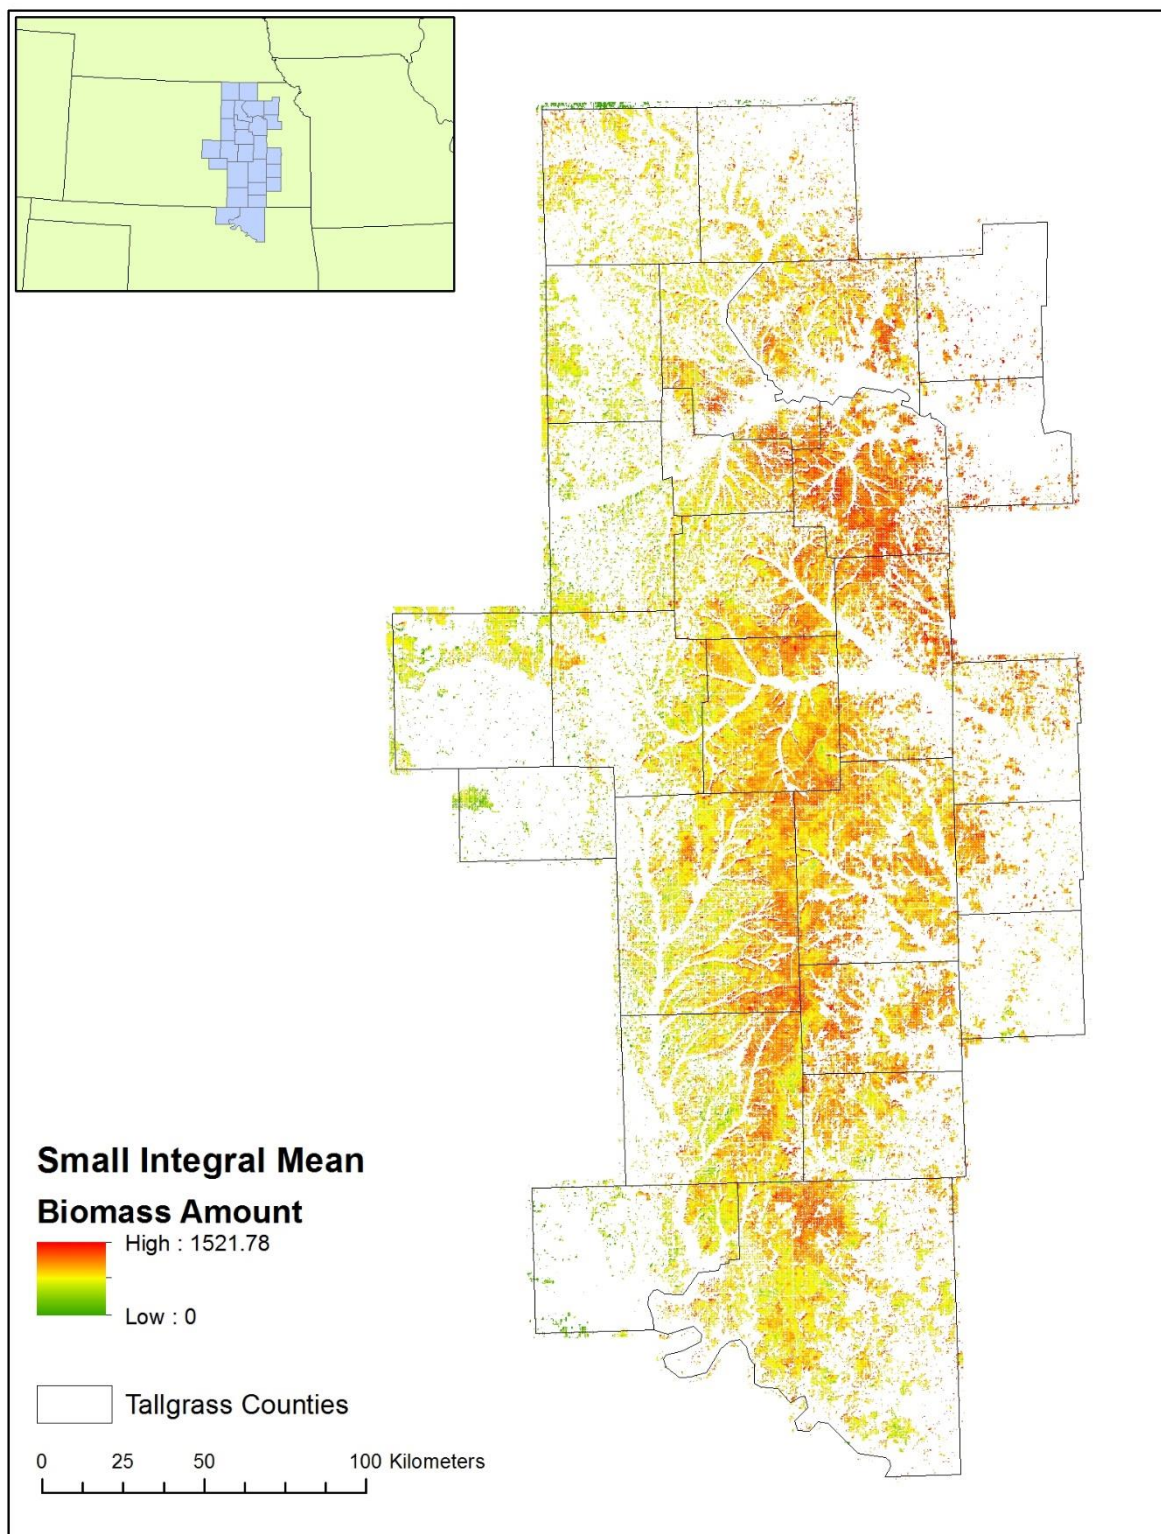 Small Integral Mean
Biomass Amount
High : 1521.78
Low : 0
Tallgrass Counties
0 25 50 100 Kilometers